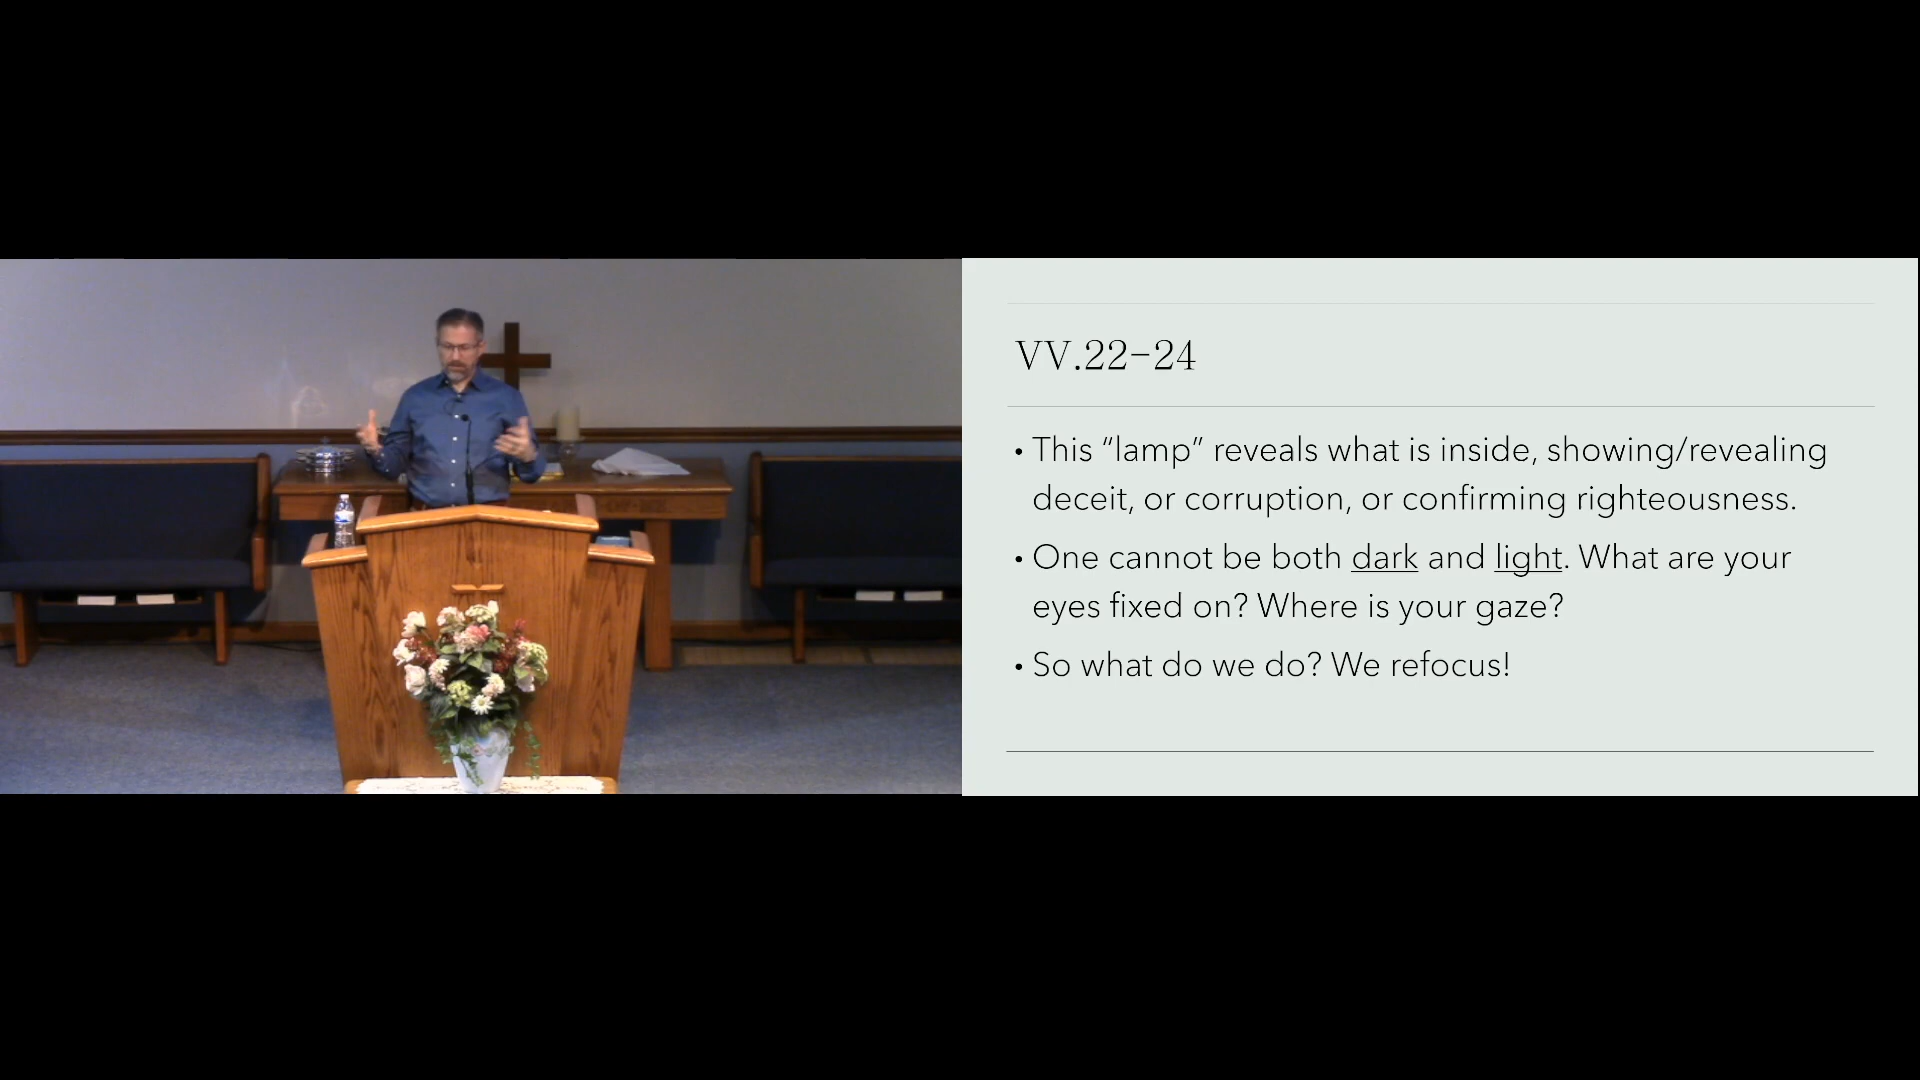 VV.22-24
• This “lamp” reveals what is inside, showing/revealing
deceit, or corruption, or confirming righteousness.
• One cannot be both dark and light. What are your
eyes fixed on? Where is your gaze?
• So what do we do? We refocus!